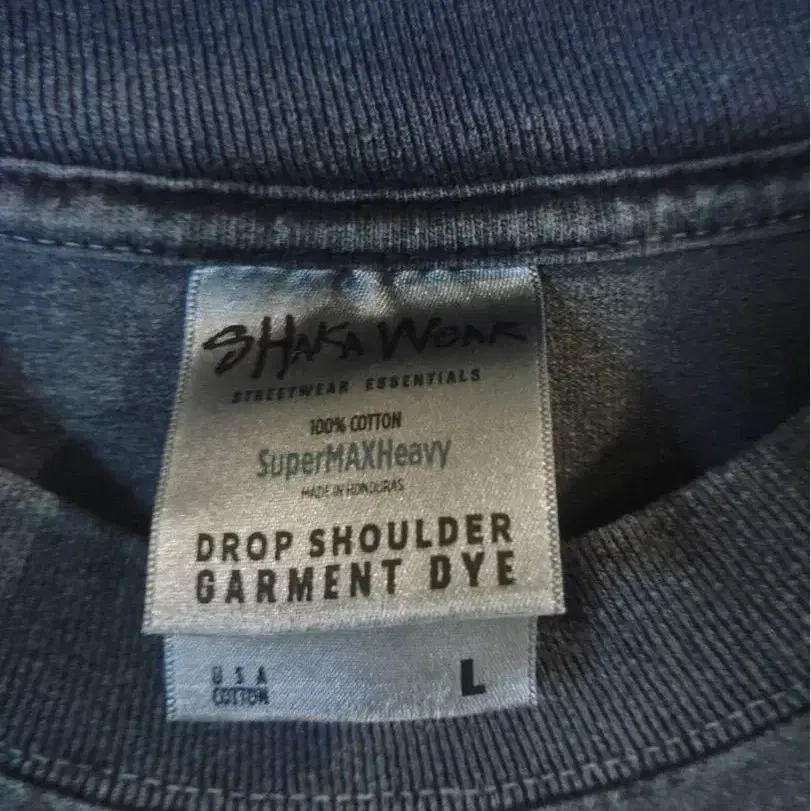 SHAKA WEAR
STREETWEAR ESSENTIALS
100% COTTON
SuperMAXHeavy
MADE IN HONDURAS
DROP SHOULDER
GARMENT DYE
USA
COTTON
L